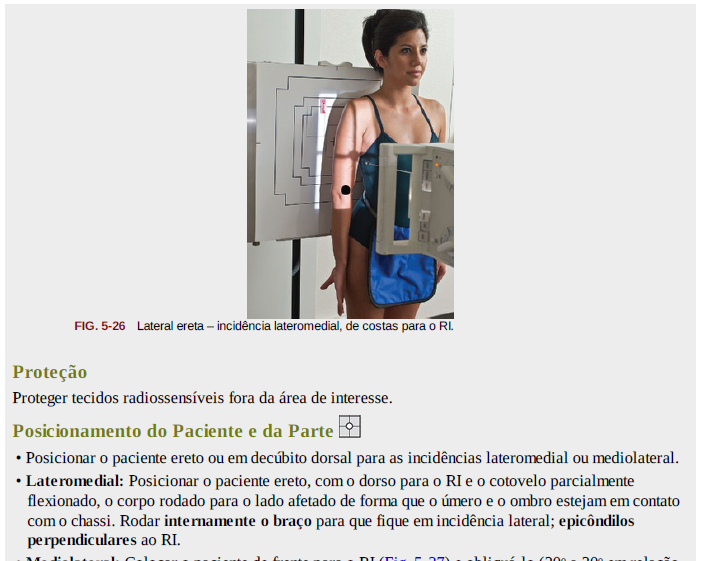 FIG. 5-26 Lateral ereta – incidência lateromedial, de costas para o RI.
Proteção
Proteger tecidos radiossensíveis fora da área de interesse.
Posicionamento do Paciente e da Parte
• Posicionar o paciente ereto ou em decúbito dorsal para as incidências lateromedial ou mediolateral.
• Lateromedial: Posicionar o paciente ereto, com o dorso para o RI e o cotovelo parcialmente
flexionado, o corpo rodado para o lado afetado de forma que o úmero e o ombro estejam em contato
com o chassi. Rodar internamente o braço para que fique em incidência lateral; epicôndilos
perpendiculares ao RI.